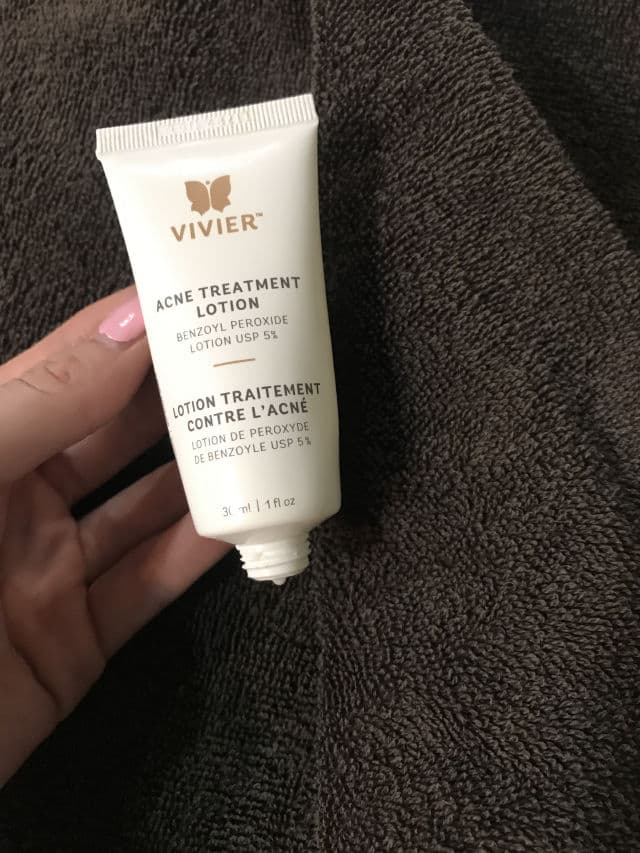 VIVIER™
ACNE TREATMENT
LOTION
BENZOYL PEROXIDE
LOTION USP 5%
LOTION TRAITEMENT
CONTRE L'ACNÉ
LOTION DE PEROXYDE
DE BENZOYLE USP 5%
30 ml | 1 fl oz